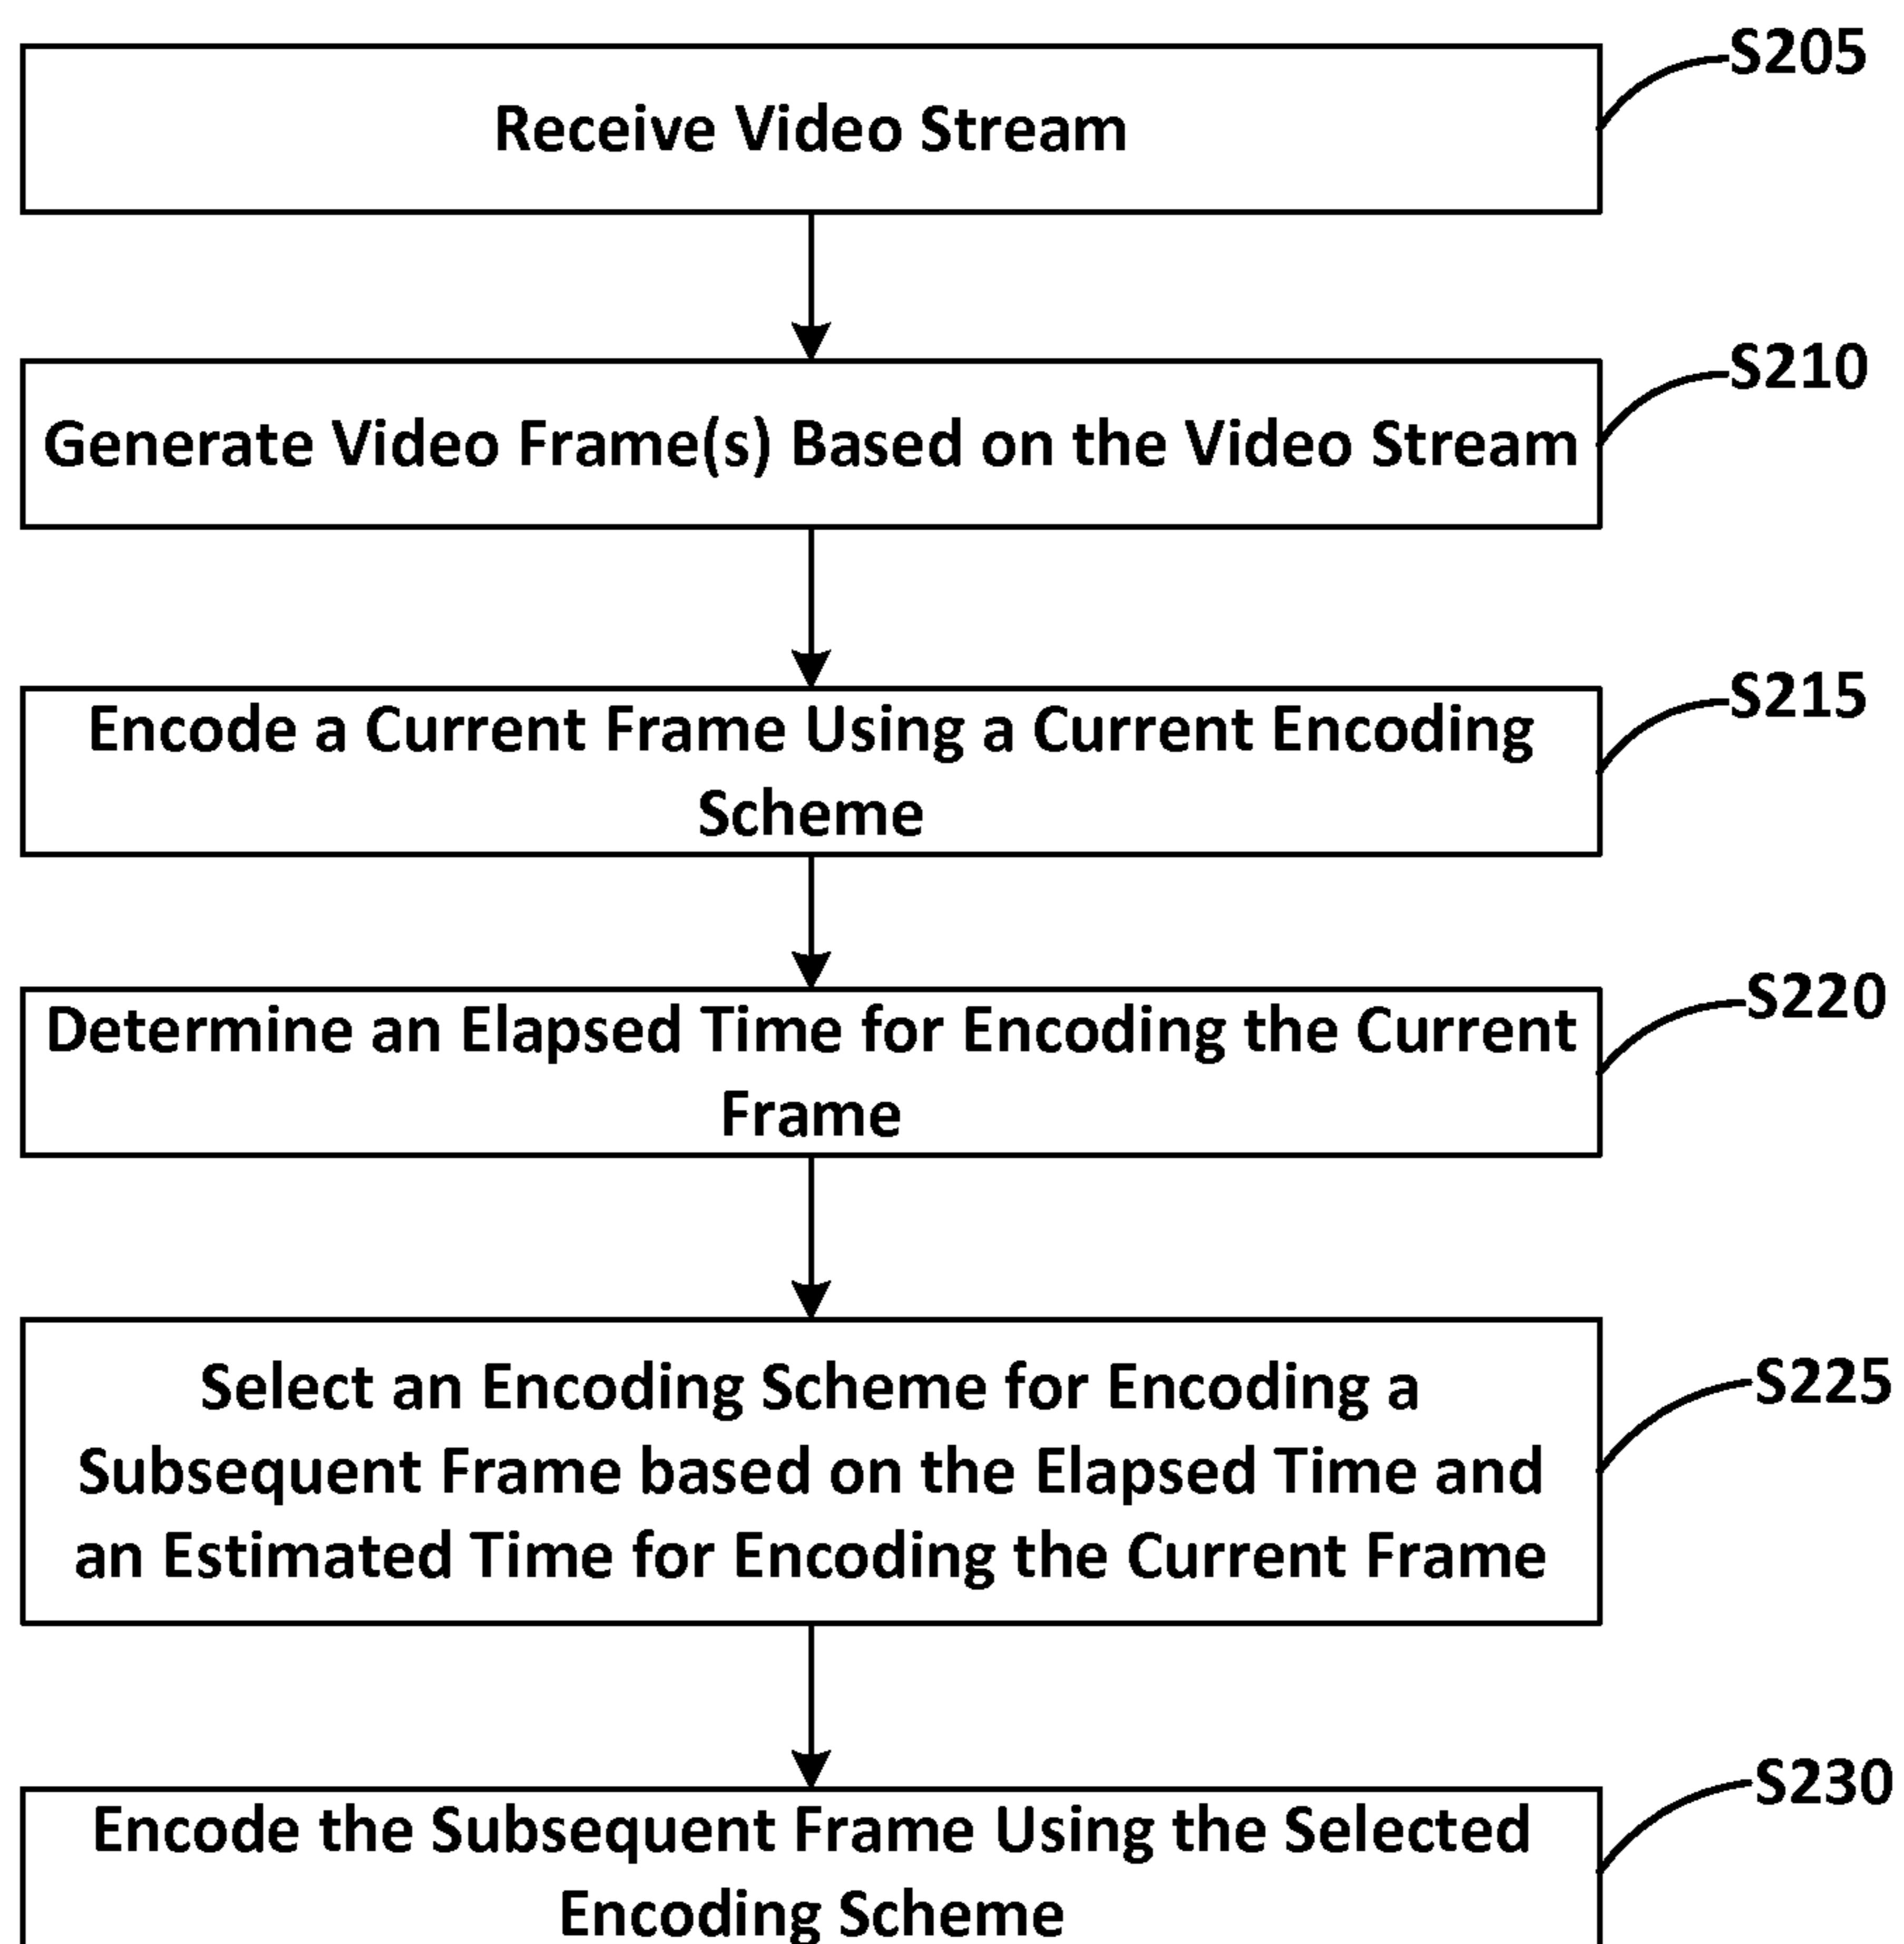 S205
Receive Video Stream
S210
Generate Video Frame(s) Based on the Video Stream
S215
Encode a Current Frame Using a Current Encoding
Scheme
S220
Determine an Elapsed Time for Encoding the Current
Frame
S225
Select an Encoding Scheme for Encoding a
Subsequent Frame based on the Elapsed Time and
an Estimated Time for Encoding the Current Frame
S230
Encode the Subsequent Frame Using the Selected
Encoding Scheme